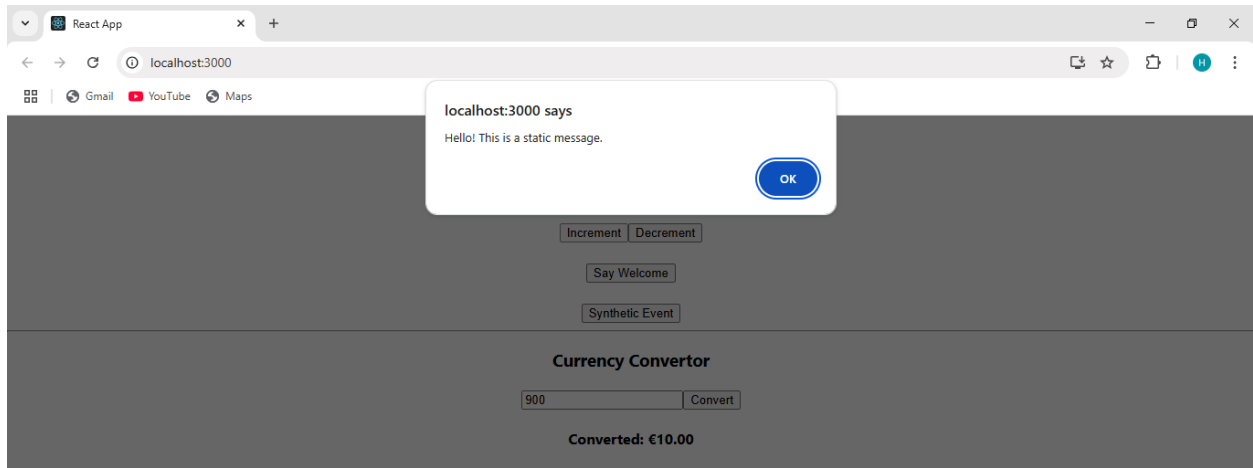 React App
localhost:3000
Gmail YouTube Maps
H
localhost:3000 says
Hello! This is a static message.
OK
Increment Decrement
Say Welcome
Synthetic Event
Currency Convertor
900 Convert
Converted: €10.00